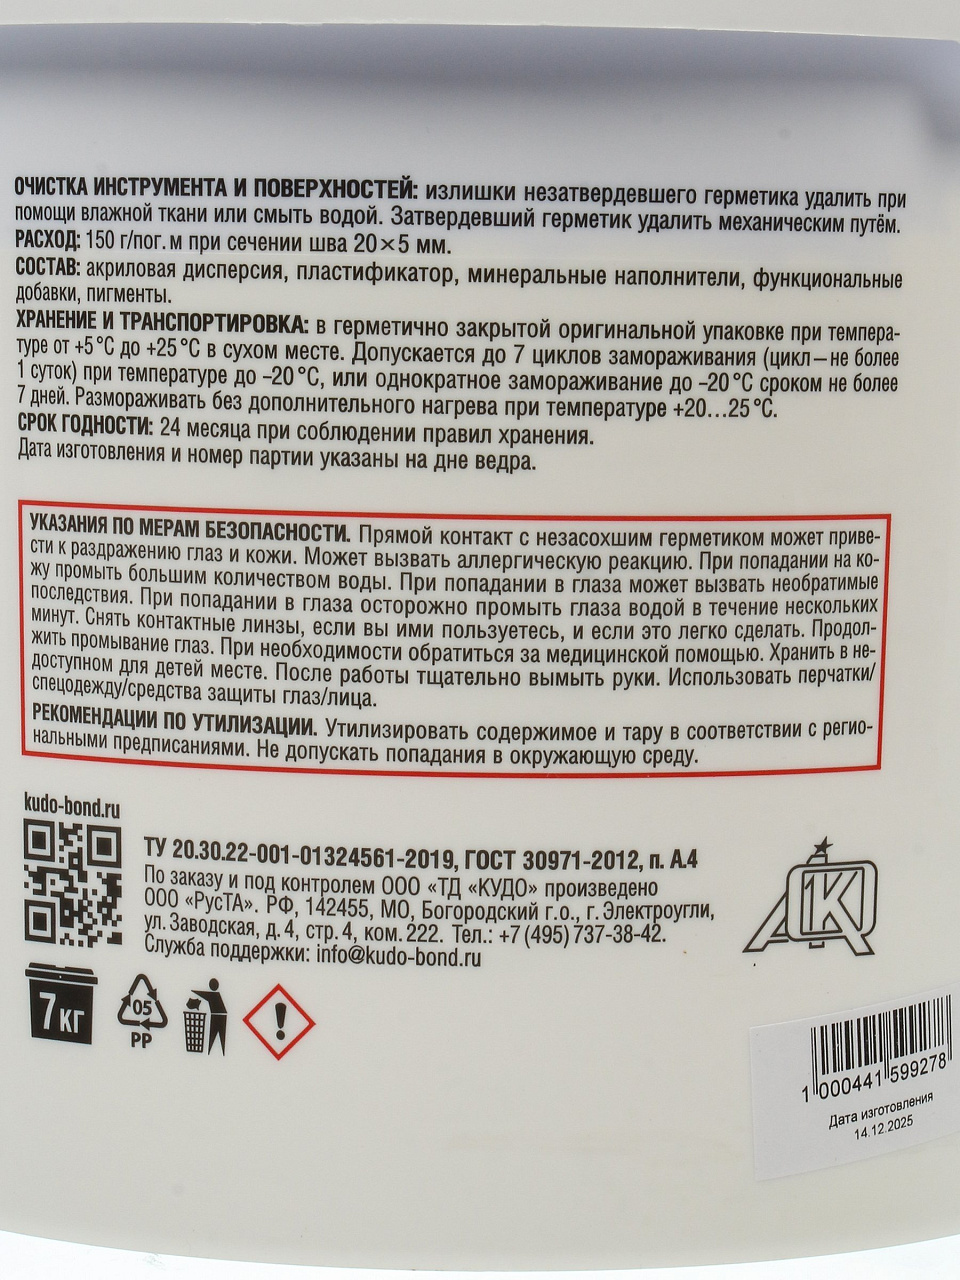 ОЧИСТКА ИНСТРУМЕНТА И ПОВЕРХНОСТЕЙ: излишки незатвердевшего герметика удалить при
помощи влажной ткани или смыть водой. Затвердевший герметик удалить механическим путём.
РАСХОД: 150 г/пог. м при сечении шва 20×5 мм.
СОСТАВ: акриловая дисперсия, пластификатор, минеральные наполнители, функциональные
добавки, пигменты.
ХРАНЕНИЕ И ТРАНСПОРТИРОВКА: в герметично закрытой оригинальной упаковке при темпера-
туре от +5 °C до +25 °C в сухом месте. Допускается до 7 циклов замораживания (цикл — не более
1 суток) при температуре до –20 °C, или однократное замораживание до –20 °C сроком не более
7 дней. Размораживать без дополнительного нагрева при температуре +20…25 °C.
СРОК ГОДНОСТИ: 24 месяца при соблюдении правил хранения.
Дата изготовления и номер партии указаны на дне ведра.
УКАЗАНИЯ ПО МЕРАМ БЕЗОПАСНОСТИ. Прямой контакт с незасохшим герметиком может приве-
сти к раздражению глаз и кожи. Может вызвать аллергическую реакцию. При попадании на ко-
жу промыть большим количеством воды. При попадании в глаза может вызвать необратимые
последствия. При попадании в глаза осторожно промыть глаза водой в течение нескольких
минут. Снять контактные линзы, если вы ими пользуетесь, и если это легко сделать. Продол-
жить промывание глаз. При необходимости обратиться за медицинской помощью. Хранить в не-
доступном для детей месте. После работы тщательно вымыть руки. Использовать перчатки/
спецодежду/средства защиты глаз/лица.
РЕКОМЕНДАЦИИ ПО УТИЛИЗАЦИИ. Утилизировать содержимое и тару в соответствии с регио-
нальными предписаниями. Не допускать попадания в окружающую среду.
kudo-bond.ru
ТУ 20.30.22-001-01324561-2019, ГОСТ 30971-2012, п. А.4
По заказу и под контролем ООО «ТД «КУДО» произведено
ООО «РусТА». РФ, 142455, МО, Богородский г.о., г. Электроугли,
ул. Заводская, д. 4, стр. 4, ком. 222. Тел.: +7 (495) 737-38-42.
Служба поддержки: info@kudo-bond.ru
7 кг
05
PP
1 000441 599278
Дата изготовления
14.12.2025